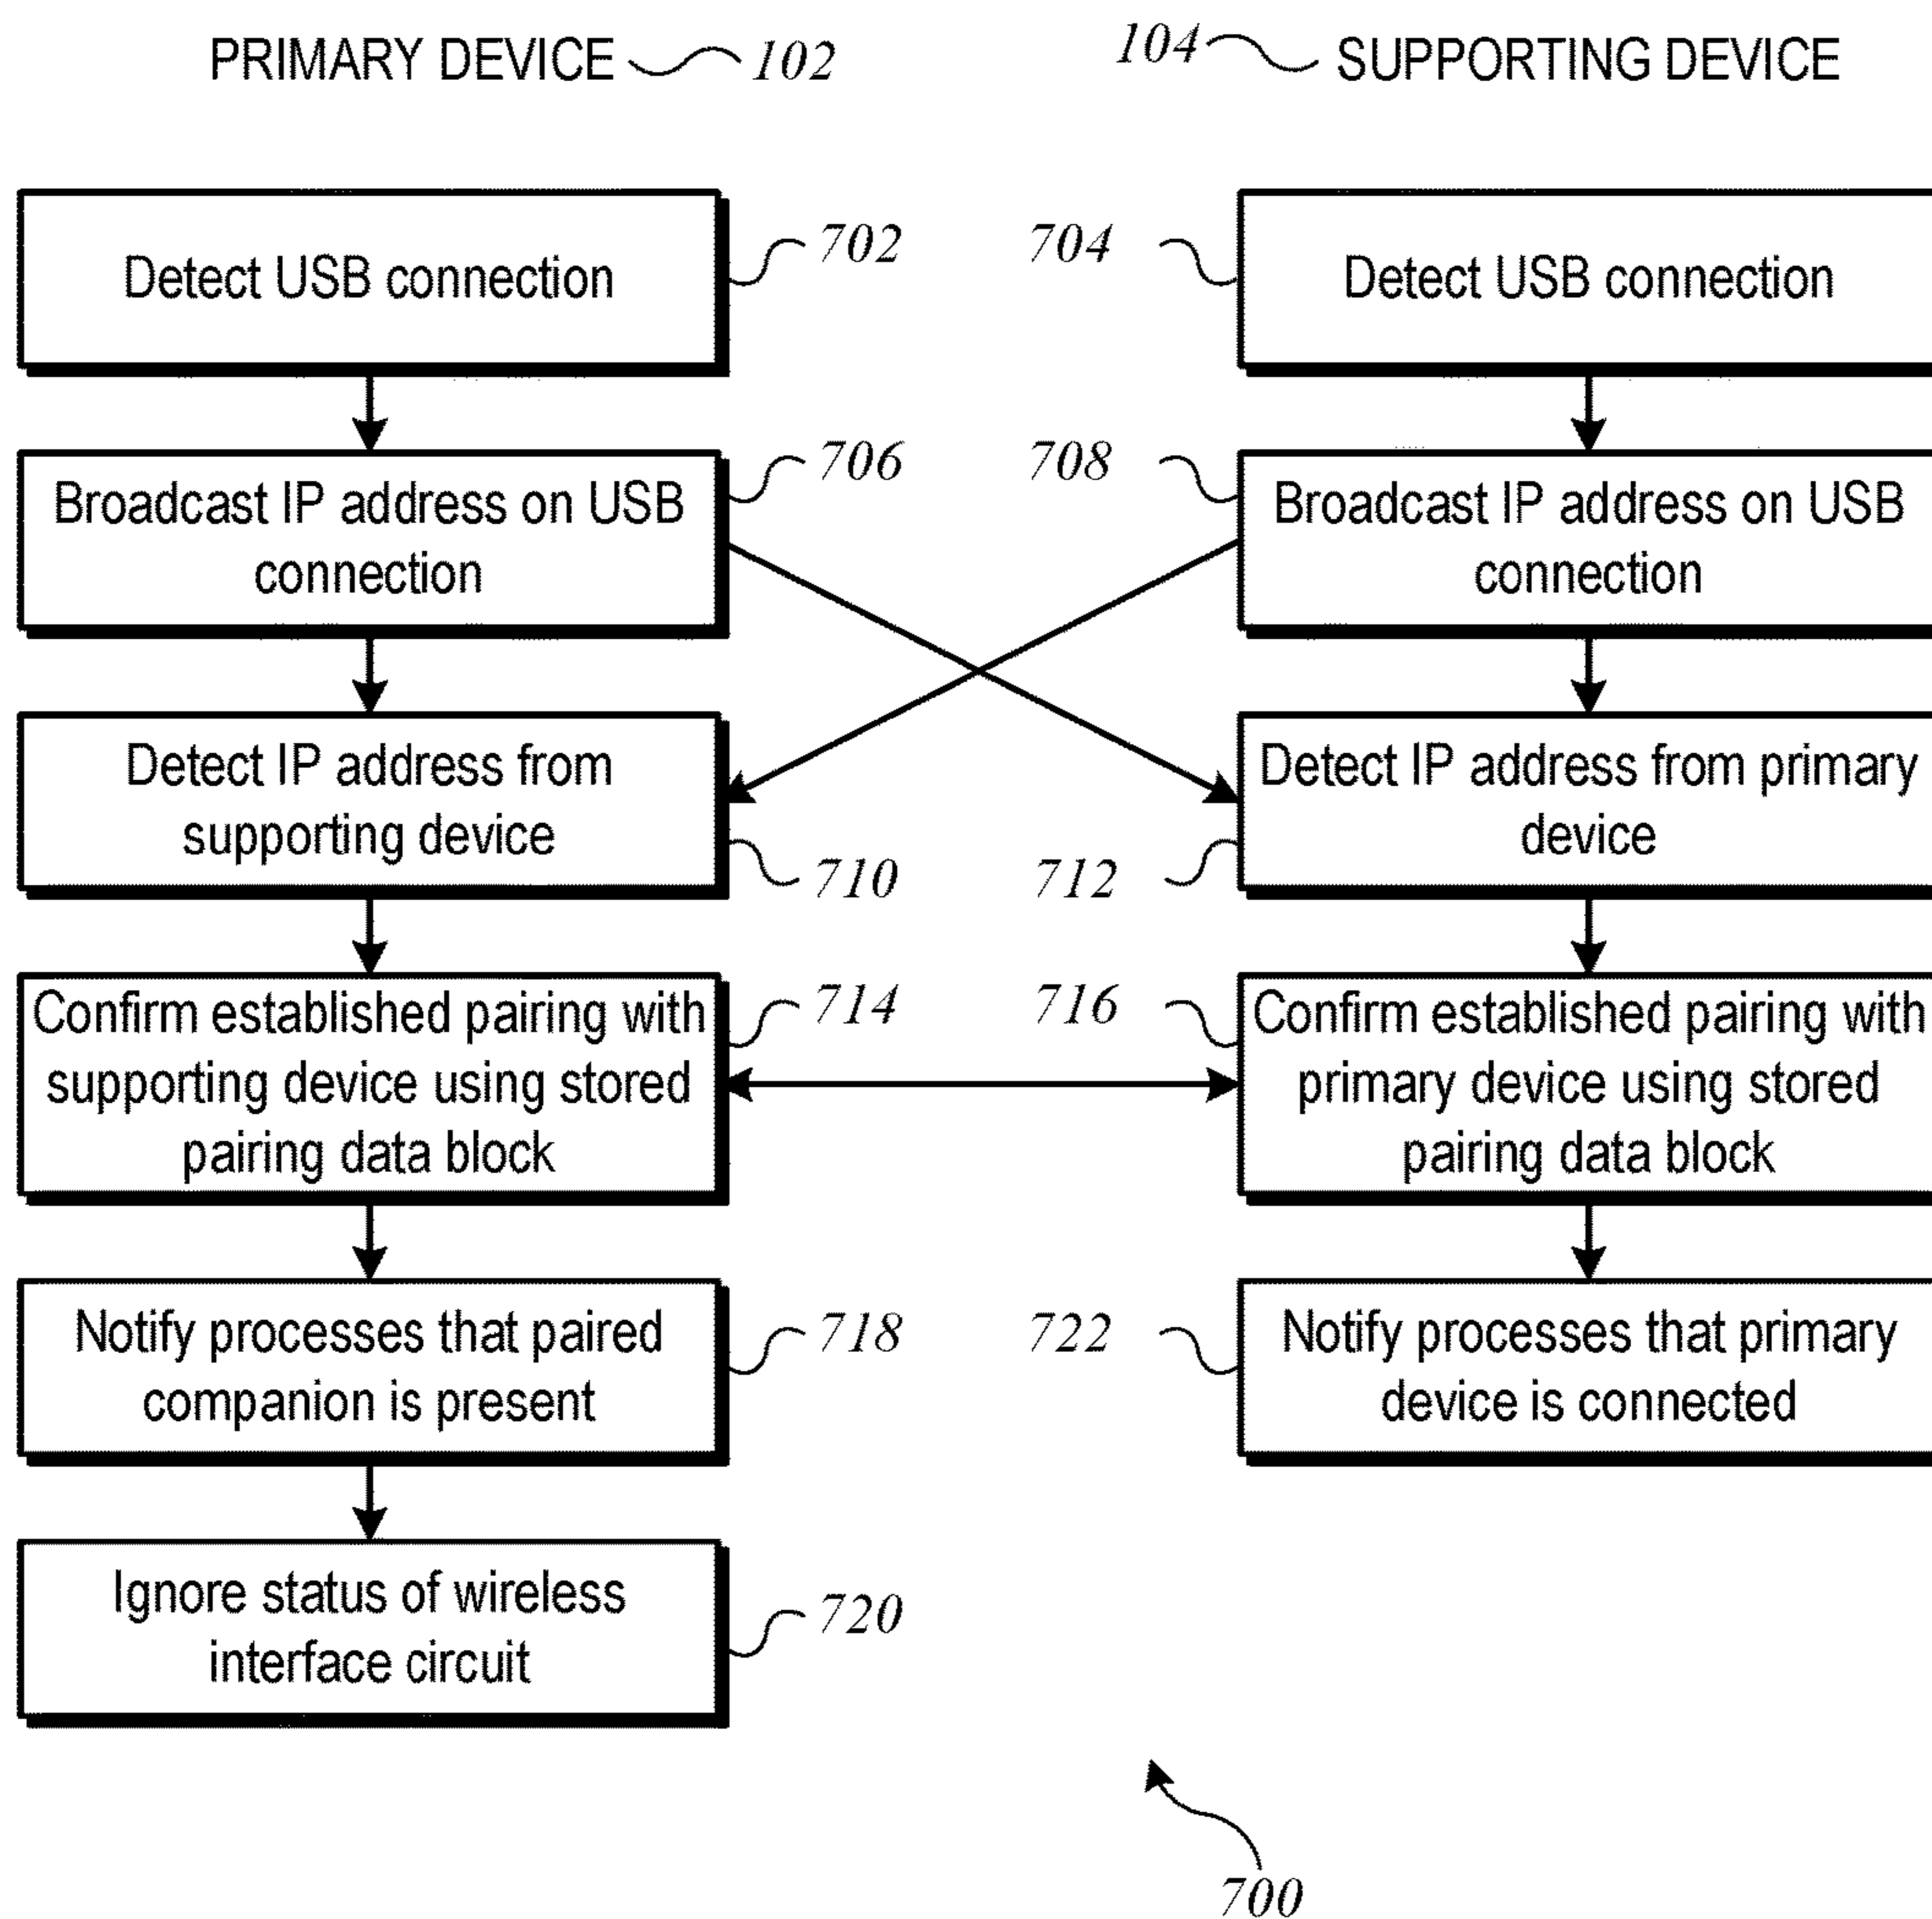 PRIMARY DEVICE 102
104 SUPPORTING DEVICE
Detect USB connection
702
704
Detect USB connection
Broadcast IP address on USB
connection
706
708
Broadcast IP address on USB
connection
Detect IP address from
supporting device
710
712
Detect IP address from primary
device
Confirm established pairing with
supporting device using stored
pairing data block
714
716
Confirm established pairing with
primary device using stored
pairing data block
Notify processes that paired
companion is present
718
722
Notify processes that primary
device is connected
Ignore status of wireless
interface circuit
720
700